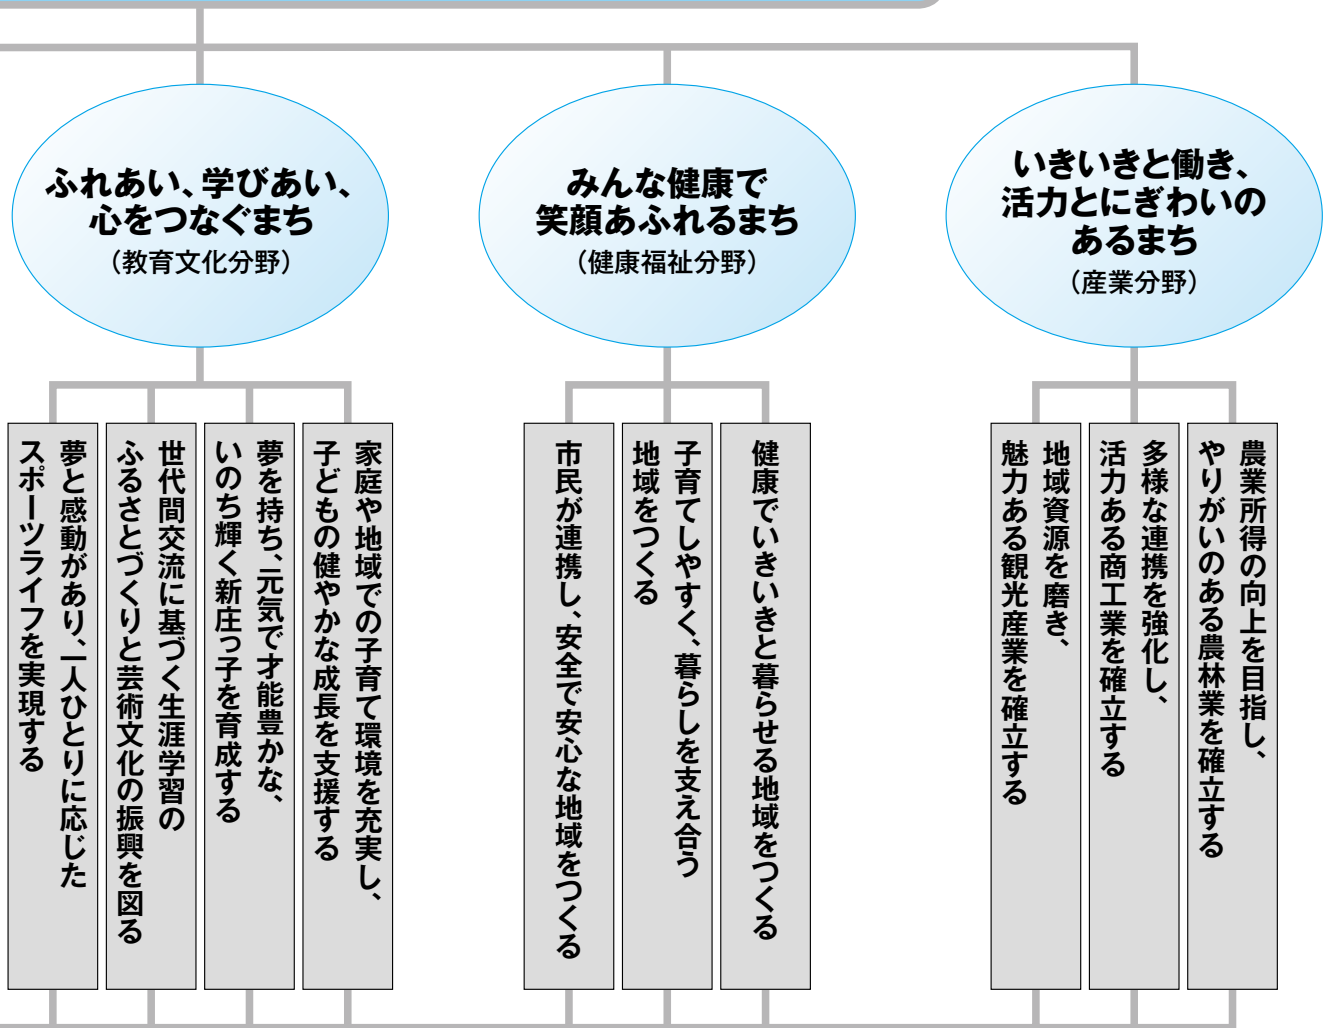 いきいきと働き、
活力とにぎわいの
あるまち
（産業分野）
農業所得の向上を目指し、
やりがいのある農林業を確立する
多様な連携を強化し、
活力ある商工業を確立する
地域資源を磨き、
魅力ある観光産業を確立する
みんな健康で
笑顔あふれるまち
（健康福祉分野）
健康でいきいきと暮らせる地域をつくる
子育てしやすく、暮らしを支え合う
地域をつくる
市民が連携し、安全で安心な地域をつくる
ふれあい、学びあい、
心をつなぐまち
（教育文化分野）
家庭や地域での子育て環境を充実し、
子どもの健やかな成長を支援する
夢を持ち、元気で才能豊かな、
いのち輝く新庄っ子を育成する
世代間交流に基づく生涯学習の
ふるさとづくりと芸術文化の振興を図る
夢と感動があり、一人ひとりに応じた
スポーツライフを実現する